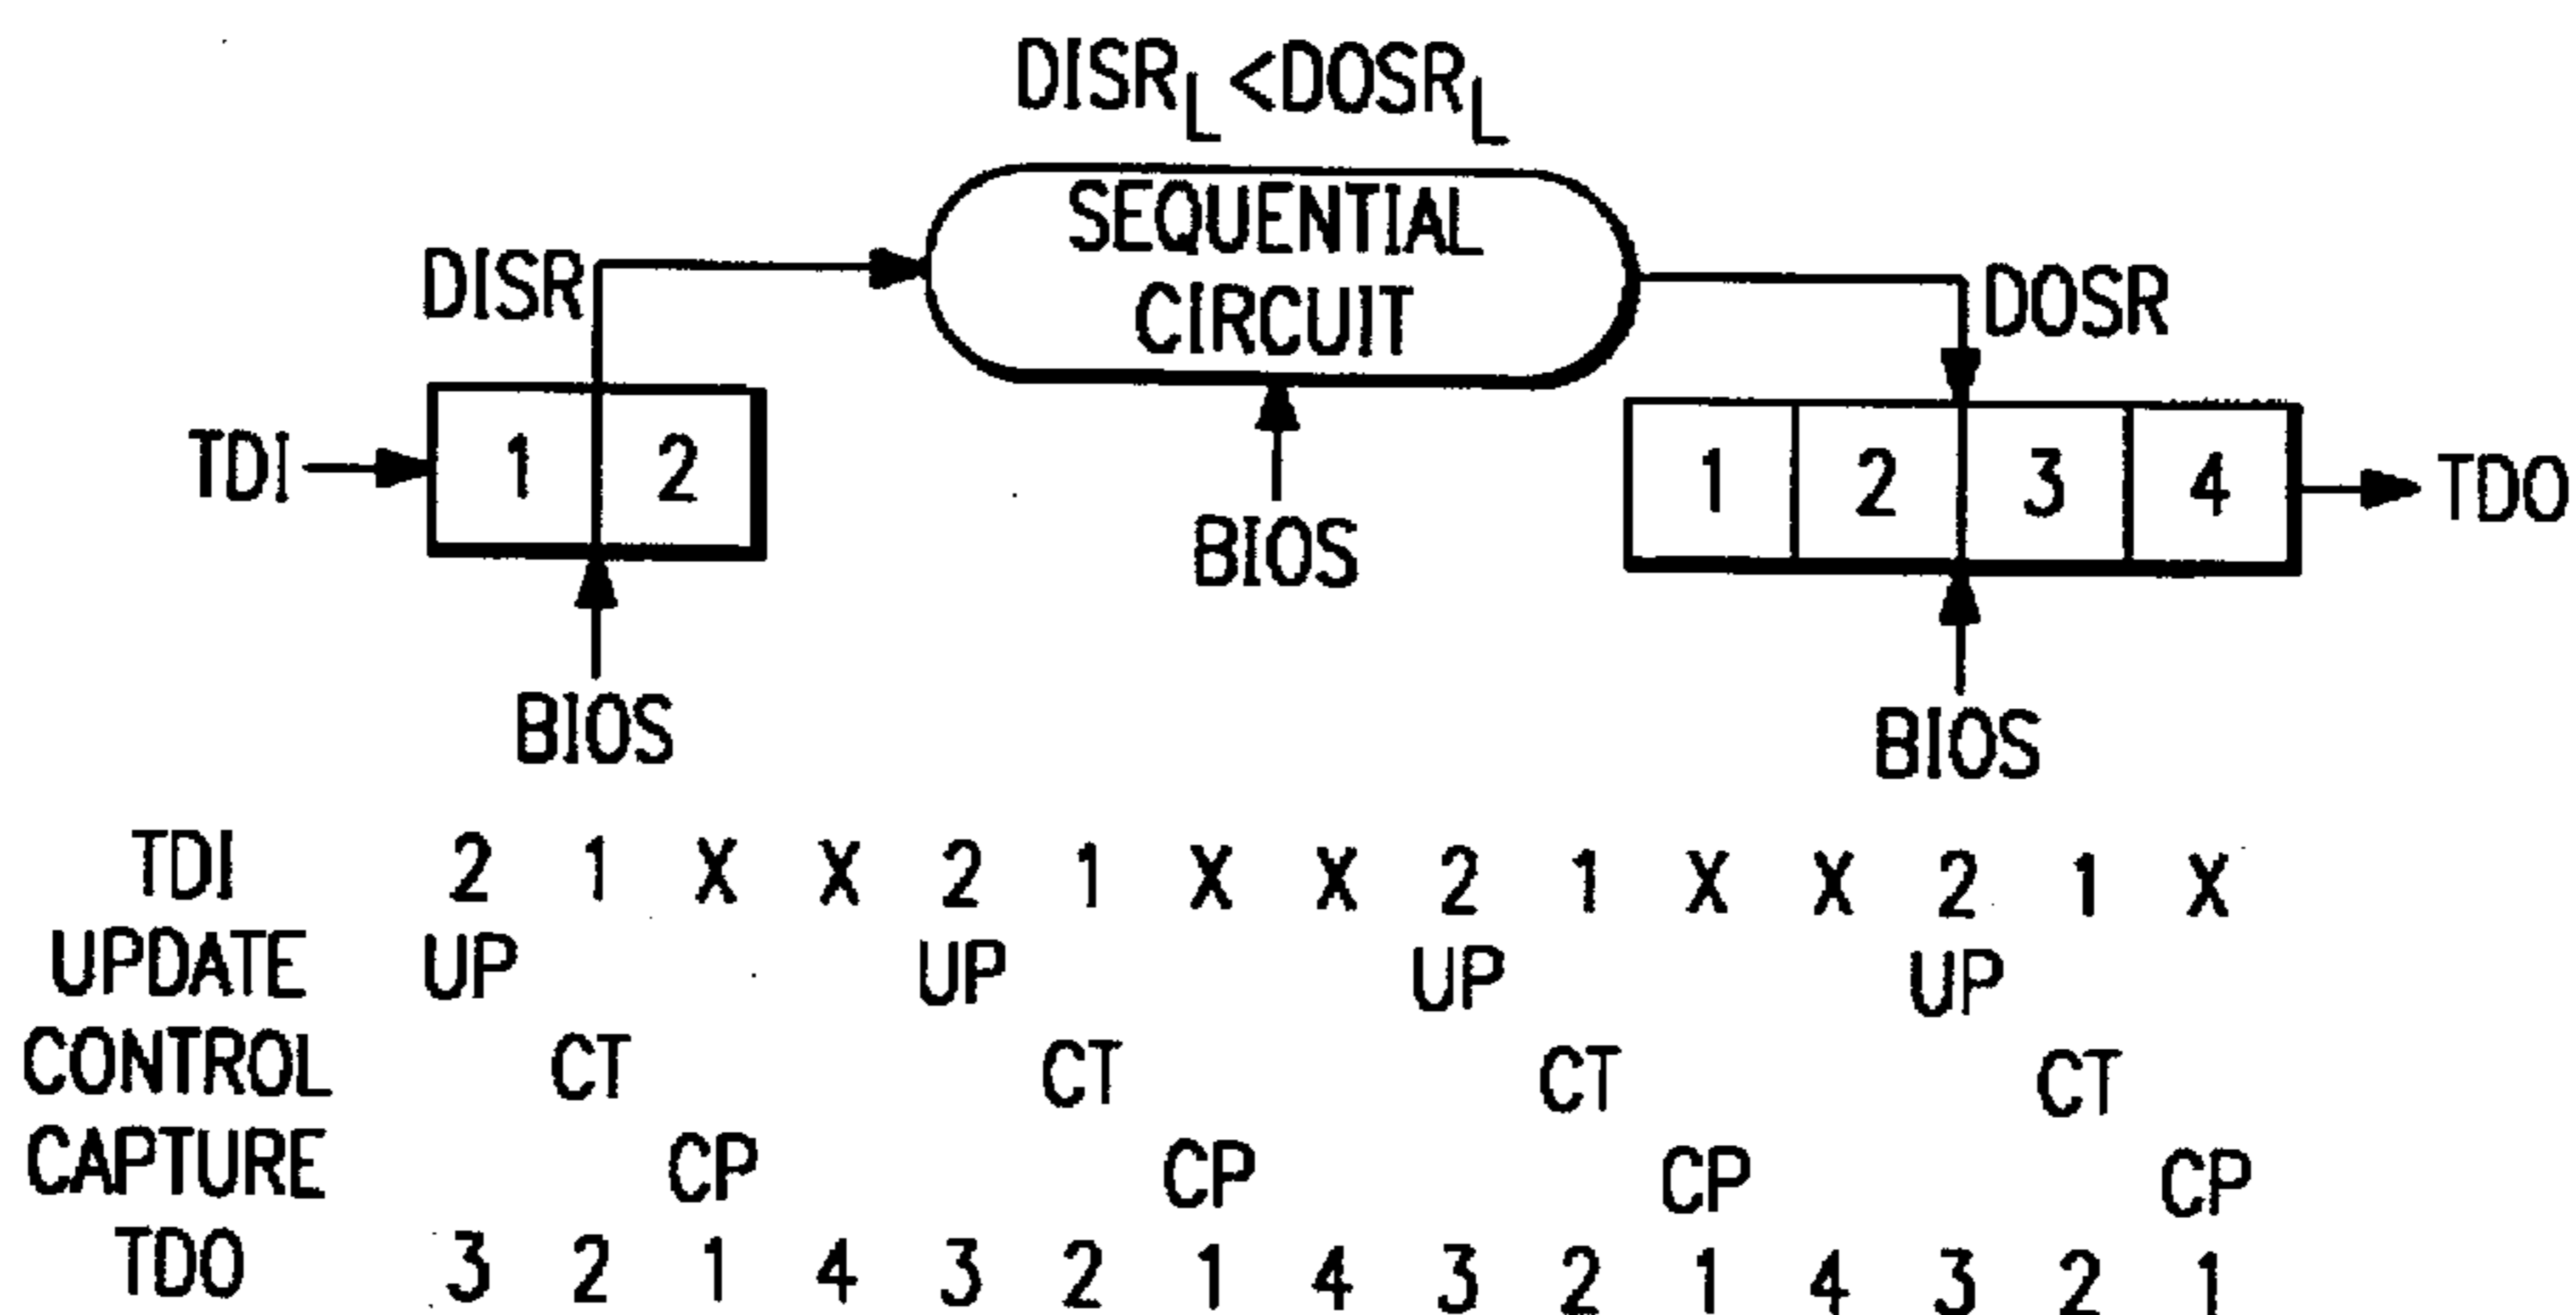 DISRL<DOSRL
SEQUENTIAL
CIRCUIT
DISR
DOSR
TDI
1 2
1 2 3 4
TDO
BIOS
BIOS
BIOS
TDI 2 1 X X 2 1 X X 2 1 X X 2 1 X
UPDATE UP UP UP UP
CONTROL CT CT CT CT
CAPTURE CP CP CP CP
TDO 3 2 1 4 3 2 1 4 3 2 1 4 3 2 1